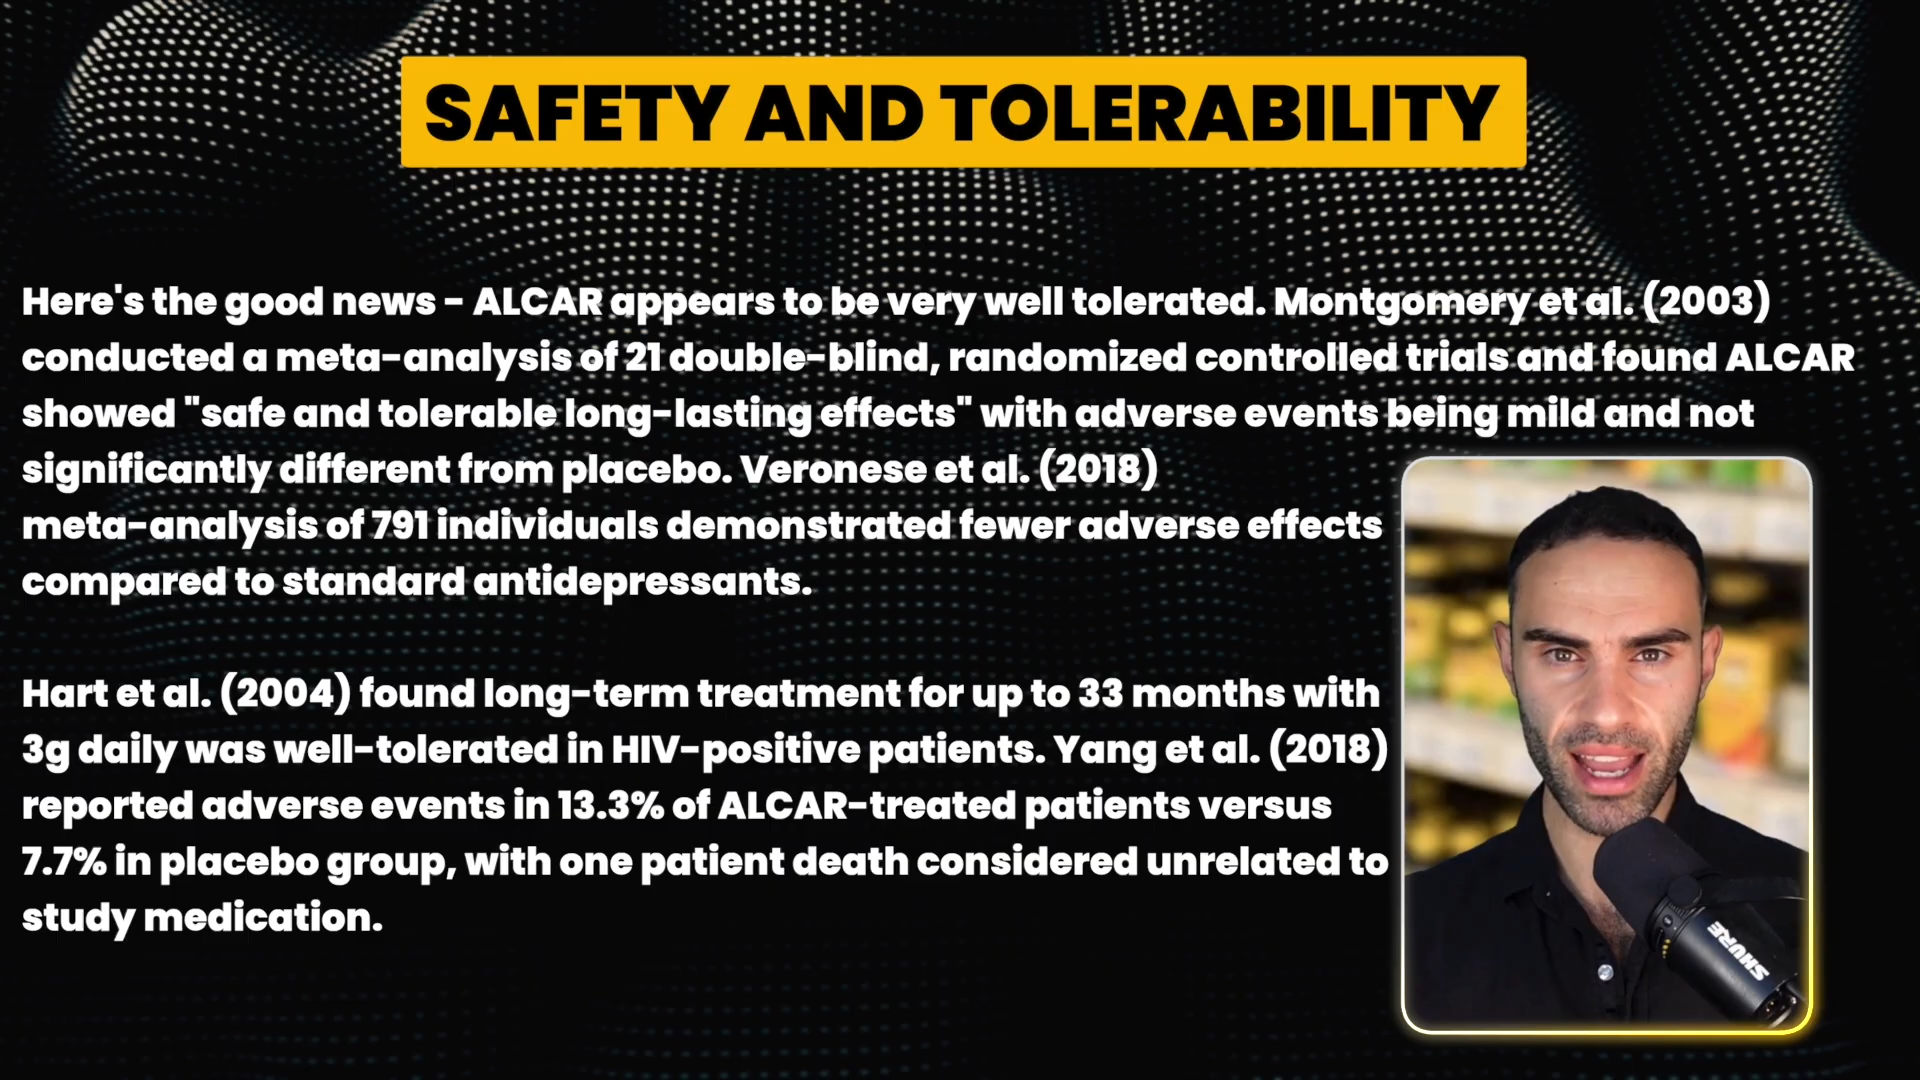 SAFETY AND TOLERABILITY
Here's the good news - ALCAR appears to be very well tolerated. Montgomery et al. (2003)
conducted a meta-analysis of 21 double-blind, randomized controlled trials and found ALCAR
showed "safe and tolerable long-lasting effects" with adverse events being mild and not
significantly different from placebo. Veronese et al. (2018)
meta-analysis of 791 individuals demonstrated fewer adverse effects
compared to standard antidepressants.
Hart et al. (2004) found long-term treatment for up to 33 months with
3g daily was well-tolerated in HIV-positive patients. Yang et al. (2018)
reported adverse events in 13.3% of ALCAR-treated patients versus
7.7% in placebo group, with one patient death considered unrelated to
study medication.
SHURE